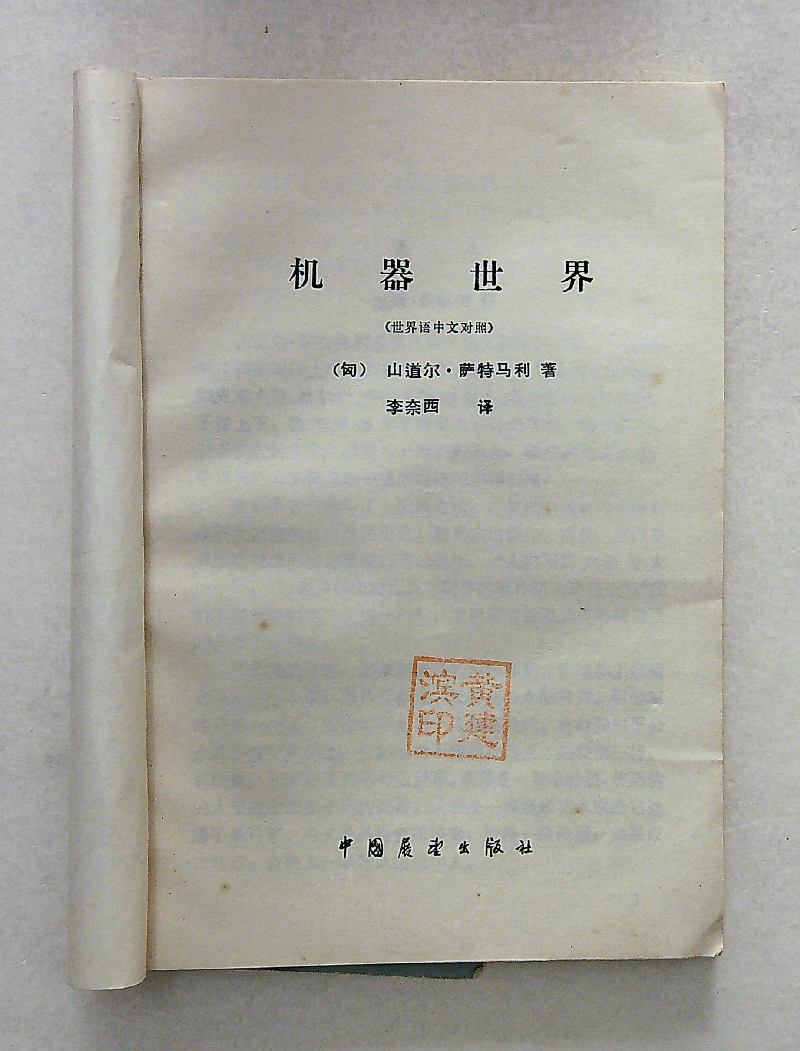 机器世界
（世界语中文对照）
（匈） 山道尔·萨特马利 著
李奈西 译
黄建
滨印
中国展望出版社